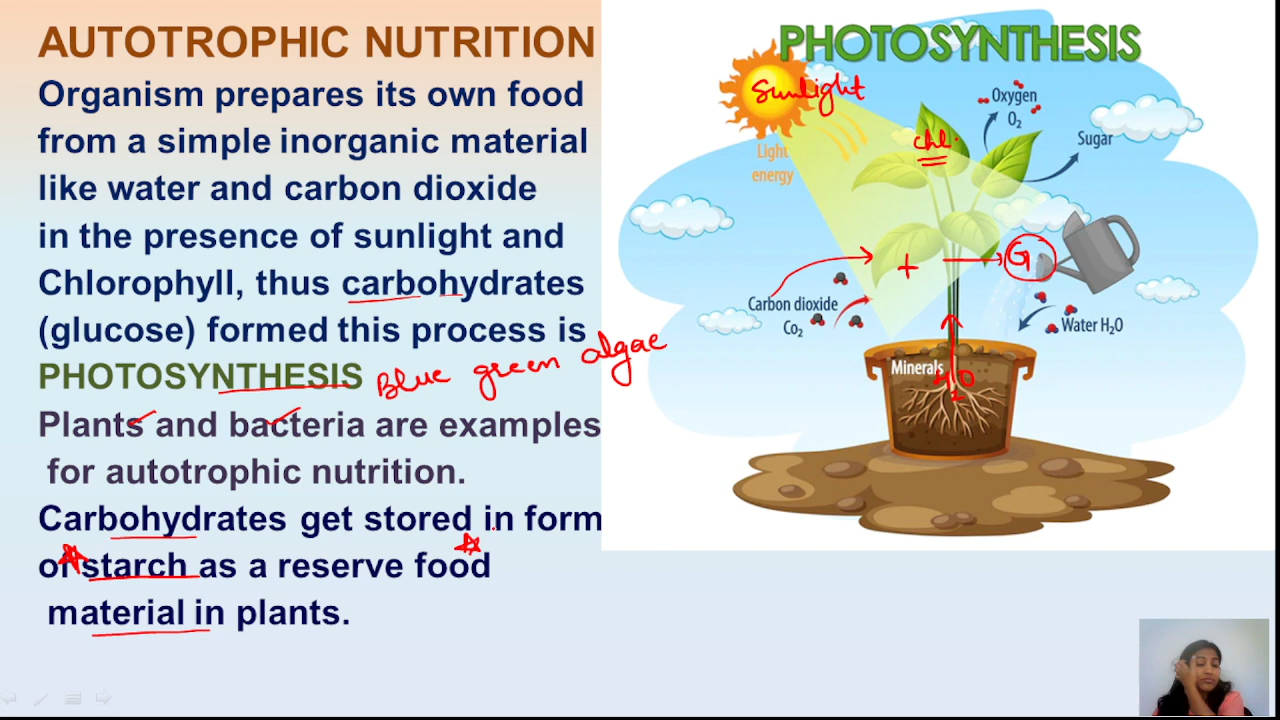 AUTOTROPHIC NUTRITION
Organism prepares its own food
from a simple inorganic material
like water and carbon dioxide
in the presence of sunlight and
Chlorophyll, thus carbohydrates
(glucose) formed this process is
PHOTOSYNTHESIS Blue green algae
Plants and bacteria are examples
for autotrophic nutrition.
Carbohydrates get stored in form
of starch as a reserve food
material in plants.
PHOTOSYNTHESIS
Sunlight
Light
energy
chl.
Oxygen
O₂
Sugar
+
G
Carbon dioxide
Co₂
Water H₂O
Minerals
H₂O